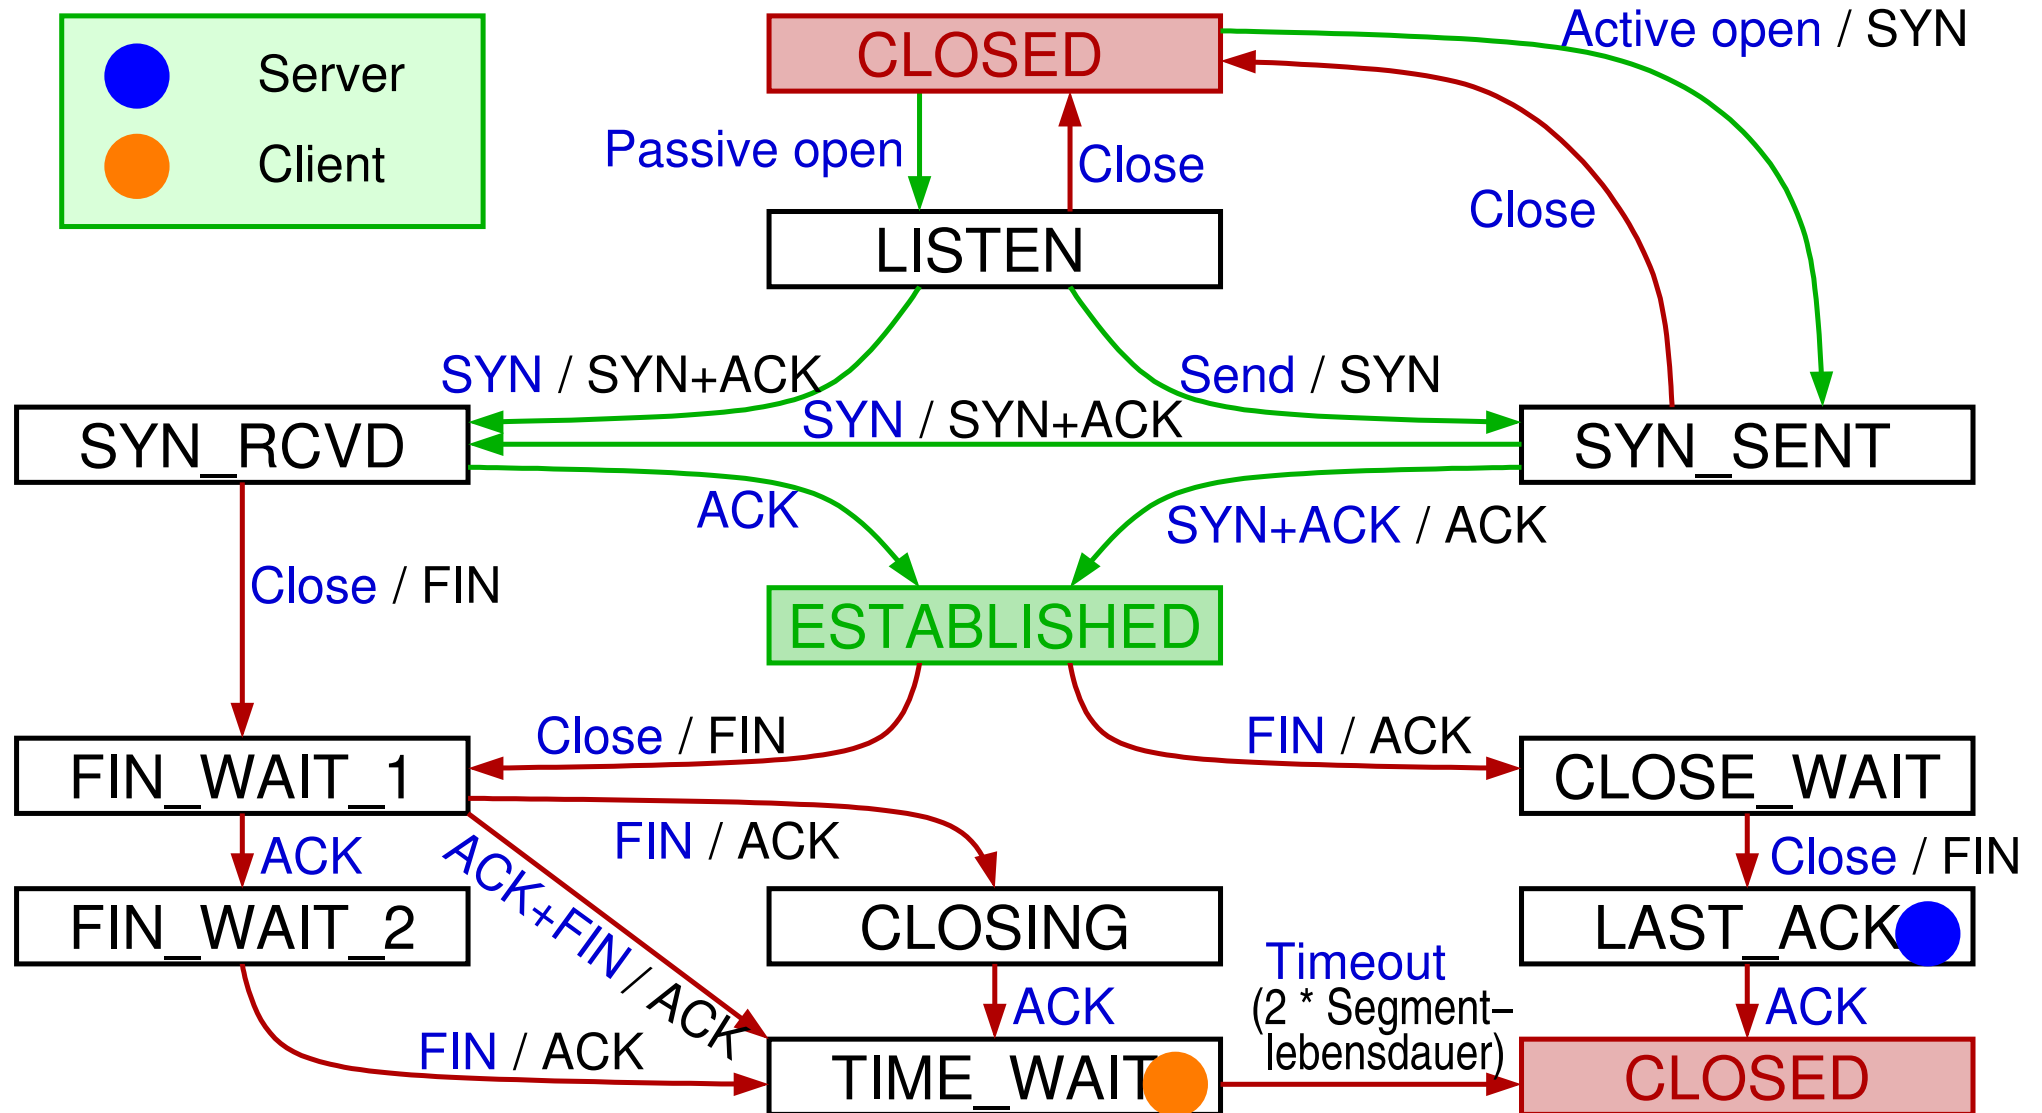 Server
Client
CLOSED
Active open / SYN
Passive open
Close
Close
LISTEN
SYN / SYN+ACK
Send / SYN
SYN / SYN+ACK
SYN_RCVD
SYN_SENT
ACK
SYN+ACK / ACK
Close / FIN
ESTABLISHED
Close / FIN
FIN / ACK
FIN_WAIT_1
CLOSE_WAIT
ACK
ACK+FIN / ACK
FIN / ACK
Close / FIN
FIN_WAIT_2
CLOSING
LAST_ACK
Timeout
(2 * Segment–
lebensdauer)
ACK
ACK
FIN / ACK
TIME_WAIT
CLOSED